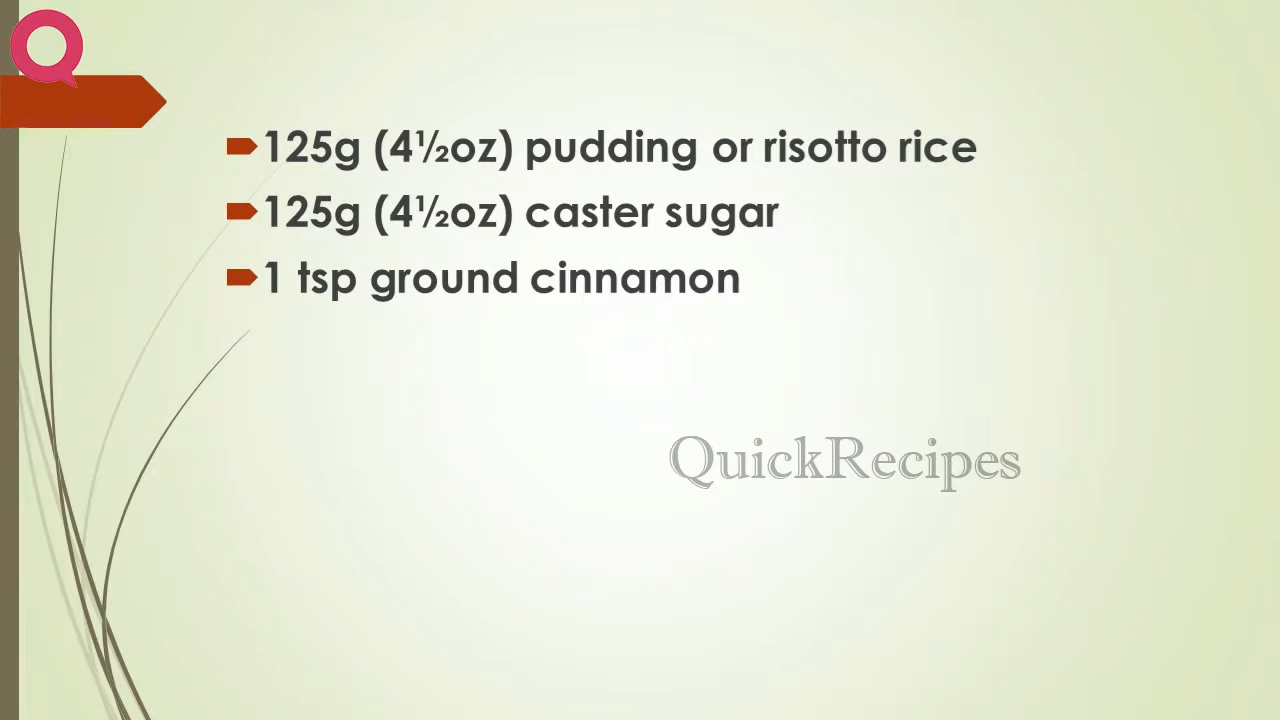 125g (4½oz) pudding or risotto rice
125g (4½oz) caster sugar
1 tsp ground cinnamon
QuickRecipes